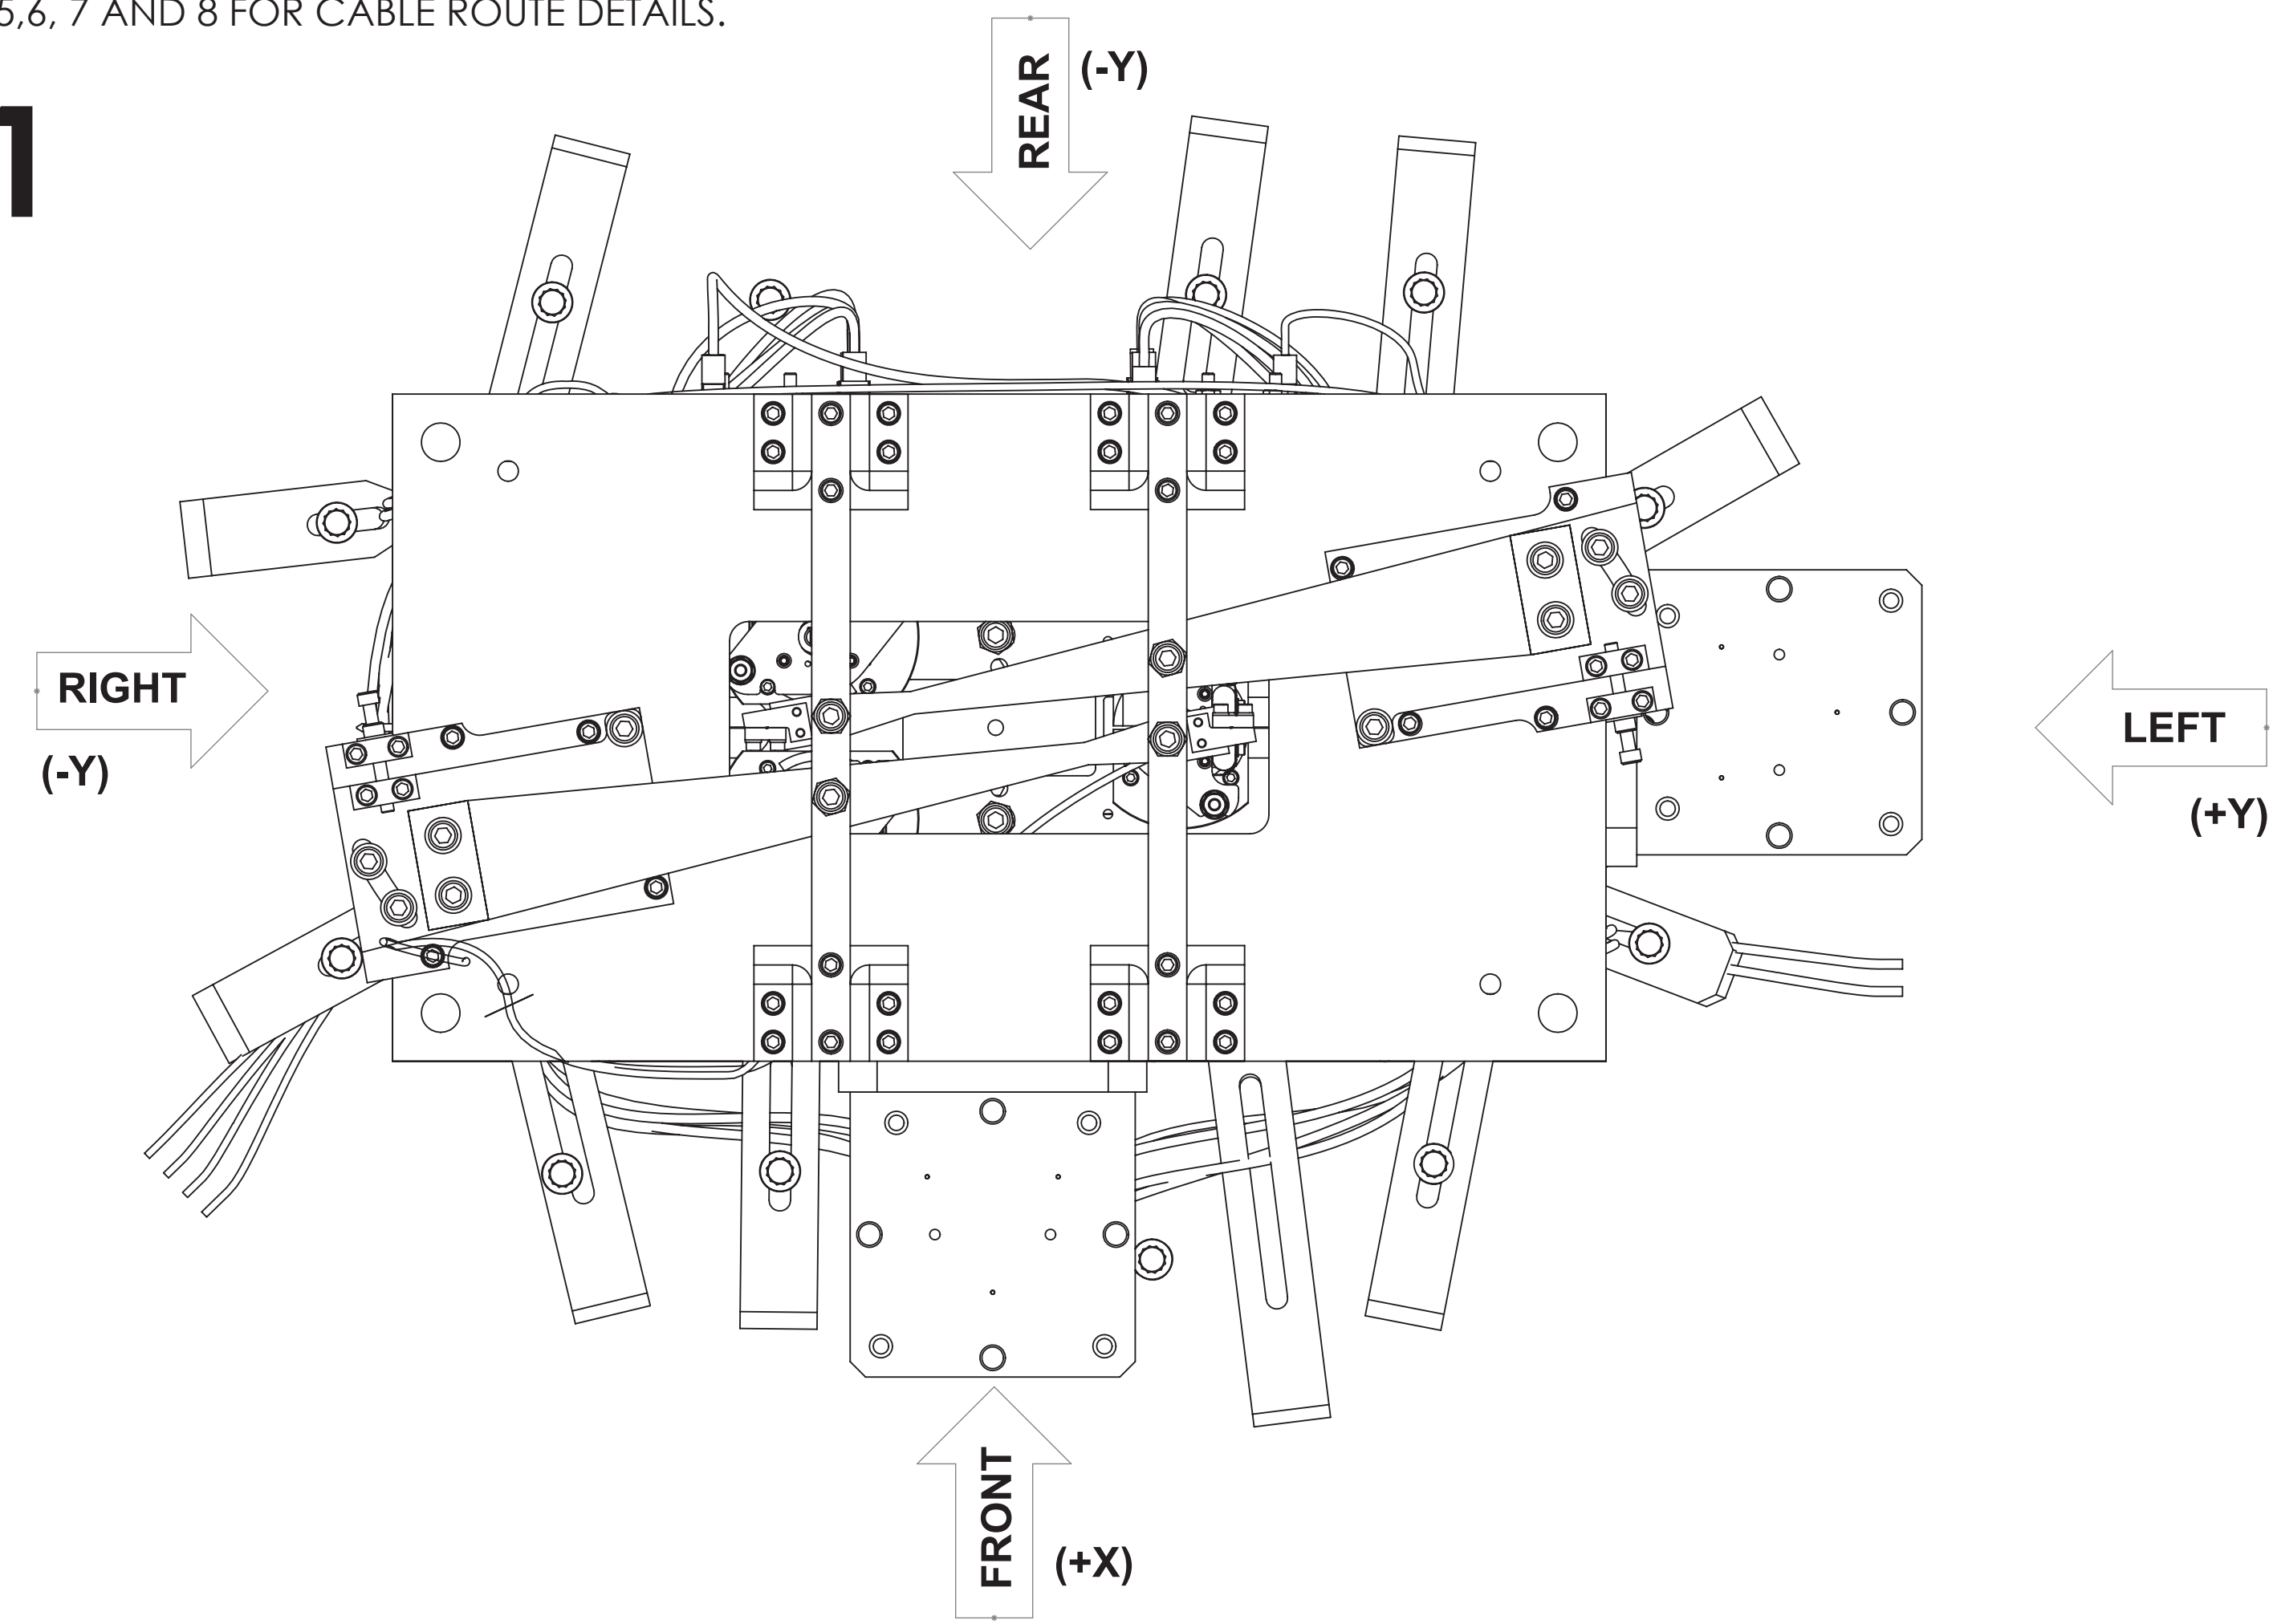 5,6, 7 AND 8 FOR CABLE ROUTE DETAILS.
1
REAR
(-Y)
RIGHT
(-Y)
LEFT
(+Y)
FRONT
(+X)